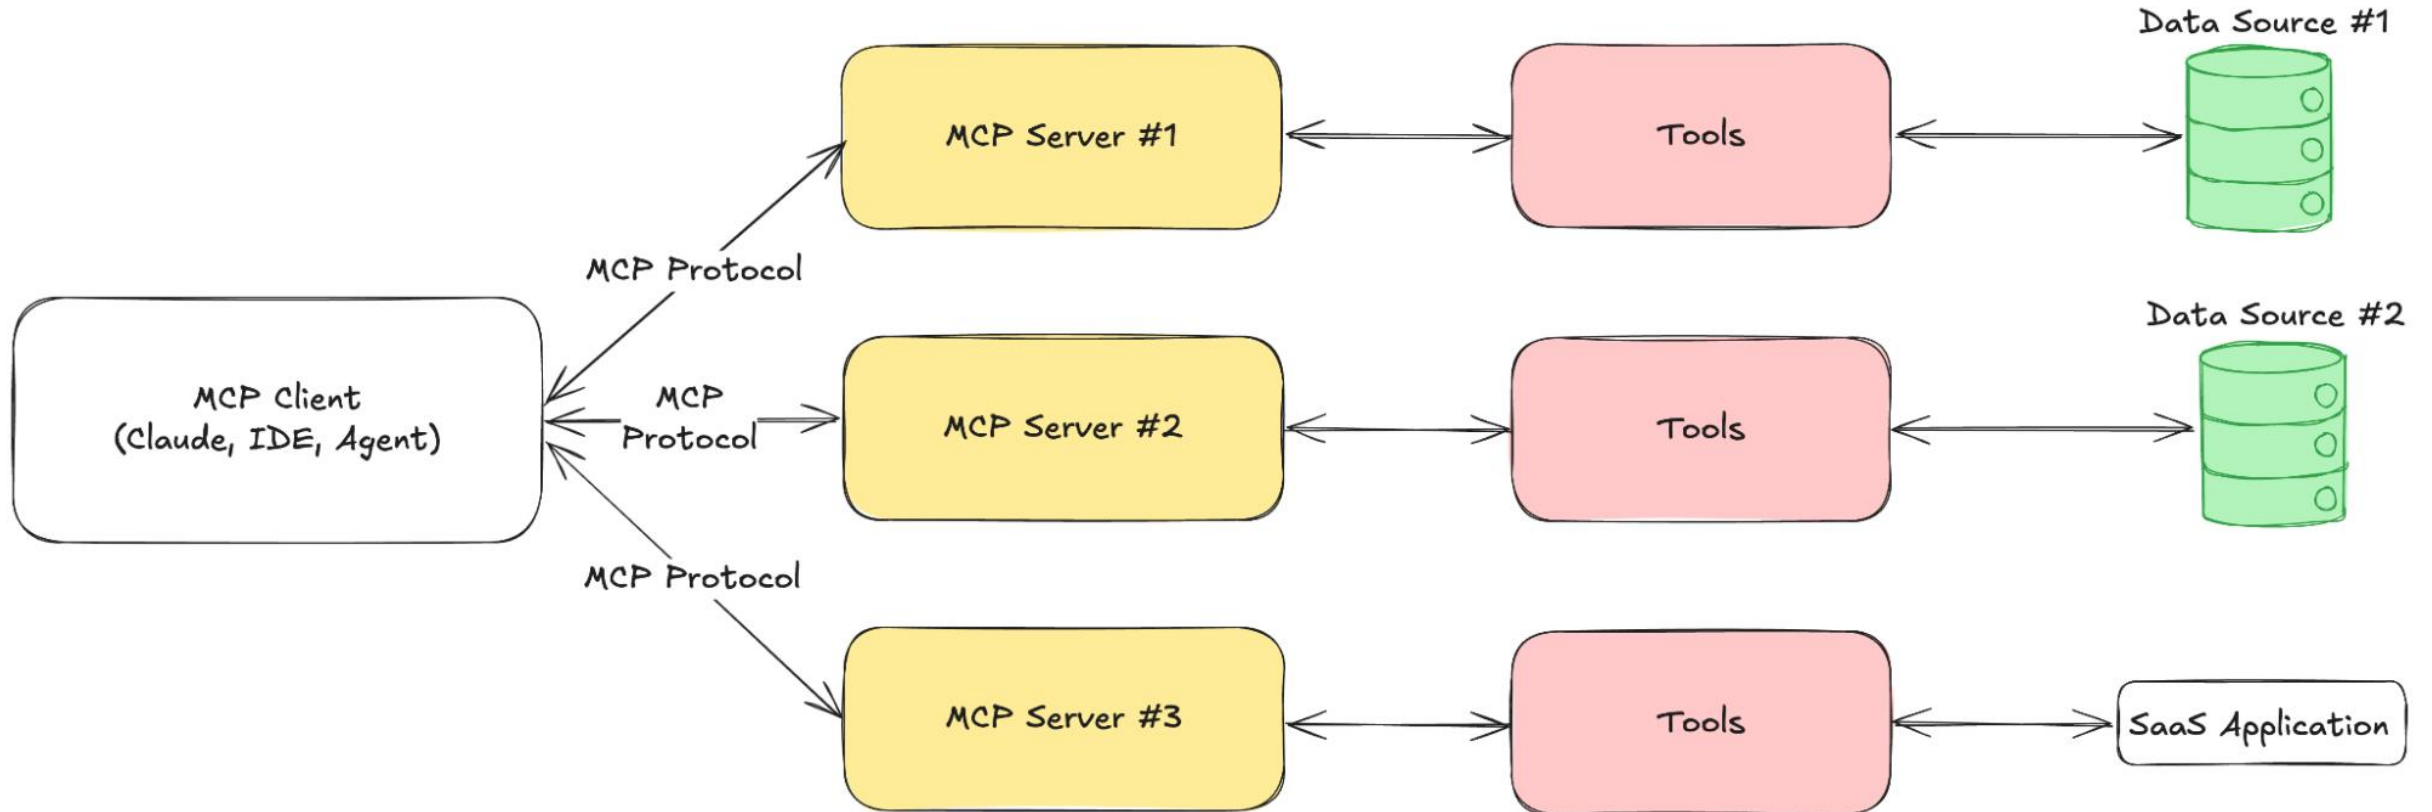 Data Source #1
MCP Server #1
Tools
MCP Protocol
Data Source #2
MCP Client
(Claude, IDE, Agent)
MCP
Protocol
MCP Server #2
Tools
MCP Protocol
MCP Server #3
Tools
SaaS Application